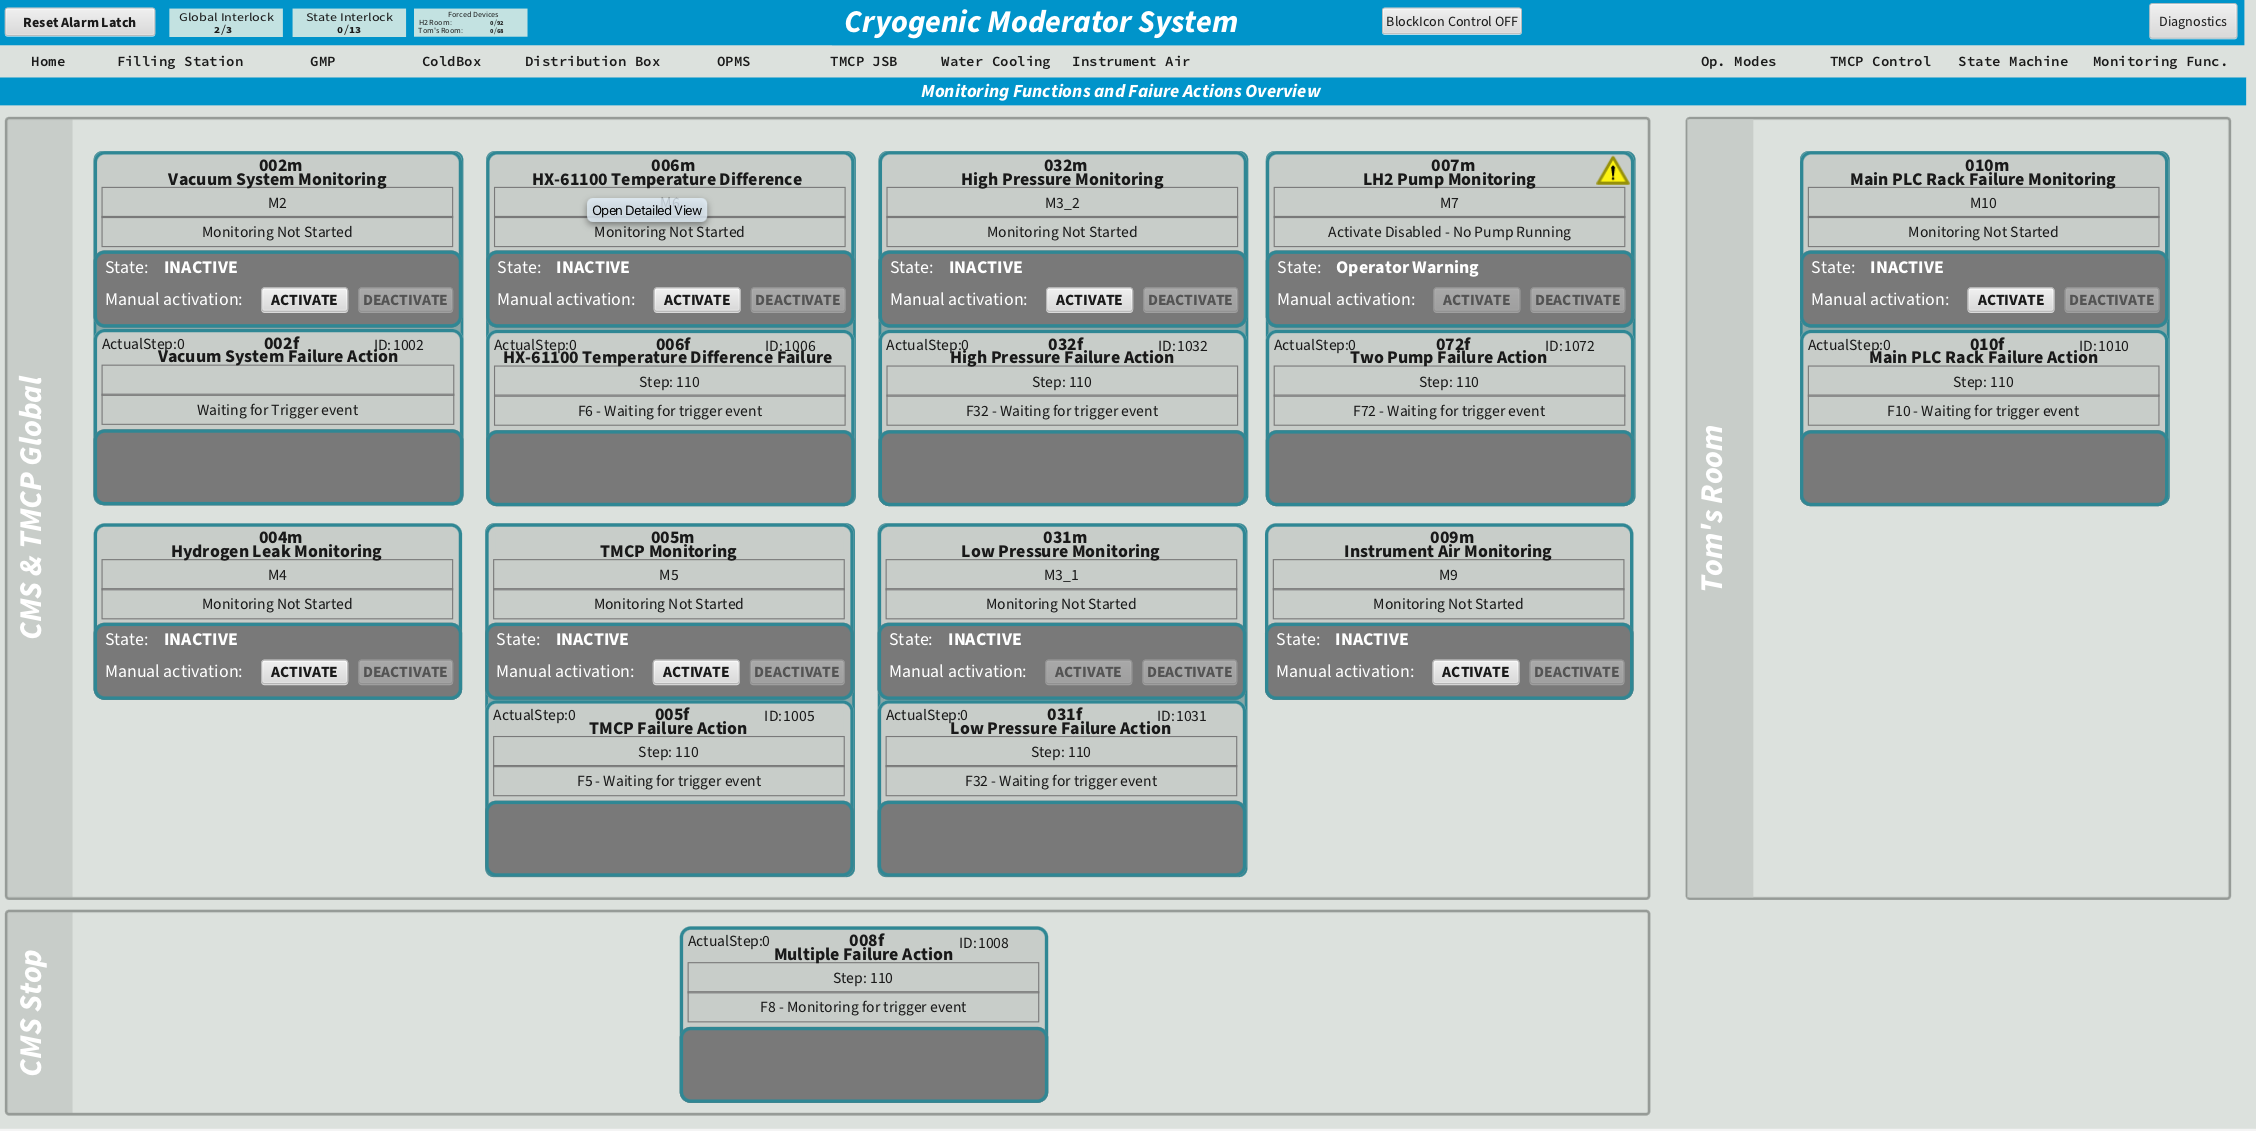 Reset Alarm Latch
Global Interlock
2/3
State Interlock
0/13
Forced Devices
H2 Room: 0/92
Tom's Room: 0/68
Cryogenic Moderator System
BlockIcon Control OFF
Diagnostics
Home Filling Station GMP ColdBox Distribution Box OPMS TMCP JSB Water Cooling Instrument Air Op. Modes TMCP Control State Machine Monitoring Func.
Monitoring Functions and Faiure Actions Overview
CMS & TMCP Global
002m
Vacuum System Monitoring
M2
Monitoring Not Started
State: INACTIVE
Manual activation: ACTIVATE DEACTIVATE
ActualStep:0 002f ID: 1002
Vacuum System Failure Action
Waiting for Trigger event
006m
HX-61100 Temperature Difference
Open Detailed View
Monitoring Not Started
State: INACTIVE
Manual activation: ACTIVATE DEACTIVATE
ActualStep:0 006f ID:1006
HX-61100 Temperature Difference Failure
Step: 110
F6 - Waiting for trigger event
032m
High Pressure Monitoring
M3_2
Monitoring Not Started
State: INACTIVE
Manual activation: ACTIVATE DEACTIVATE
ActualStep:0 032f ID:1032
High Pressure Failure Action
Step: 110
F32 - Waiting for trigger event
007m
LH2 Pump Monitoring
M7
Activate Disabled - No Pump Running
State: Operator Warning
Manual activation: ACTIVATE DEACTIVATE
ActualStep:0 072f ID:1072
Two Pump Failure Action
Step: 110
F72 - Waiting for trigger event
004m
Hydrogen Leak Monitoring
M4
Monitoring Not Started
State: INACTIVE
Manual activation: ACTIVATE DEACTIVATE
005m
TMCP Monitoring
M5
Monitoring Not Started
State: INACTIVE
Manual activation: ACTIVATE DEACTIVATE
ActualStep:0 005f ID:1005
TMCP Failure Action
Step: 110
F5 - Waiting for trigger event
031m
Low Pressure Monitoring
M3_1
Monitoring Not Started
State: INACTIVE
Manual activation: ACTIVATE DEACTIVATE
ActualStep:0 031f ID:1031
Low Pressure Failure Action
Step: 110
F32 - Waiting for trigger event
009m
Instrument Air Monitoring
M9
Monitoring Not Started
State: INACTIVE
Manual activation: ACTIVATE DEACTIVATE
Tom's Room
010m
Main PLC Rack Failure Monitoring
M10
Monitoring Not Started
State: INACTIVE
Manual activation: ACTIVATE DEACTIVATE
ActualStep:0 010f ID:1010
Main PLC Rack Failure Action
Step: 110
F10 - Waiting for trigger event
CMS Stop
ActualStep:0 008f ID:1008
Multiple Failure Action
Step: 110
F8 - Monitoring for trigger event